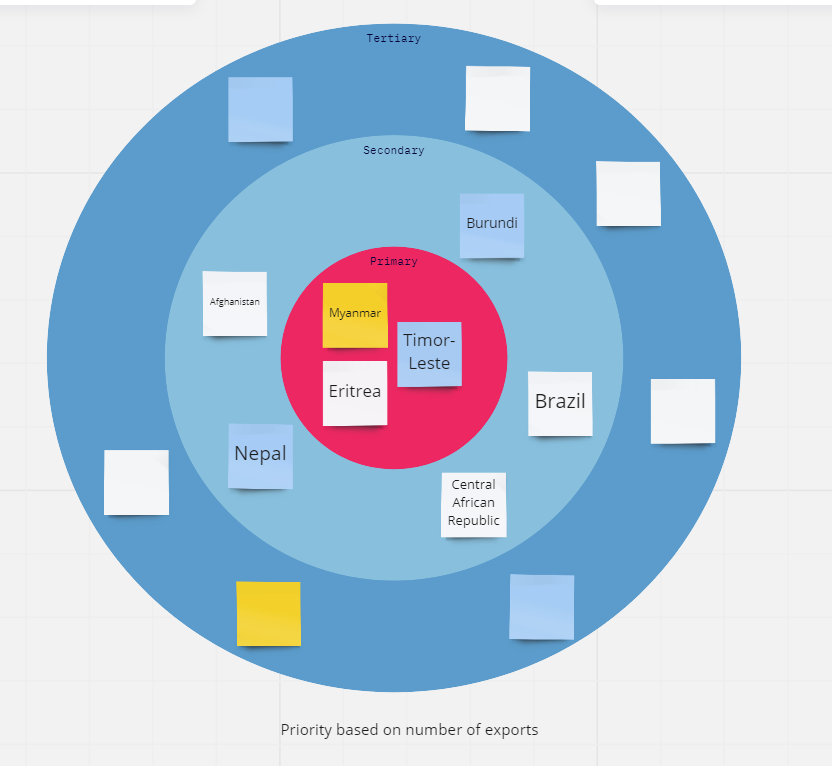 Tertiary
Secondary
Burundi
Primary
Afghanistan
Myanmar
Timor-
Leste
Eritrea
Brazil
Nepal
Central
African
Republic
Priority based on number of exports